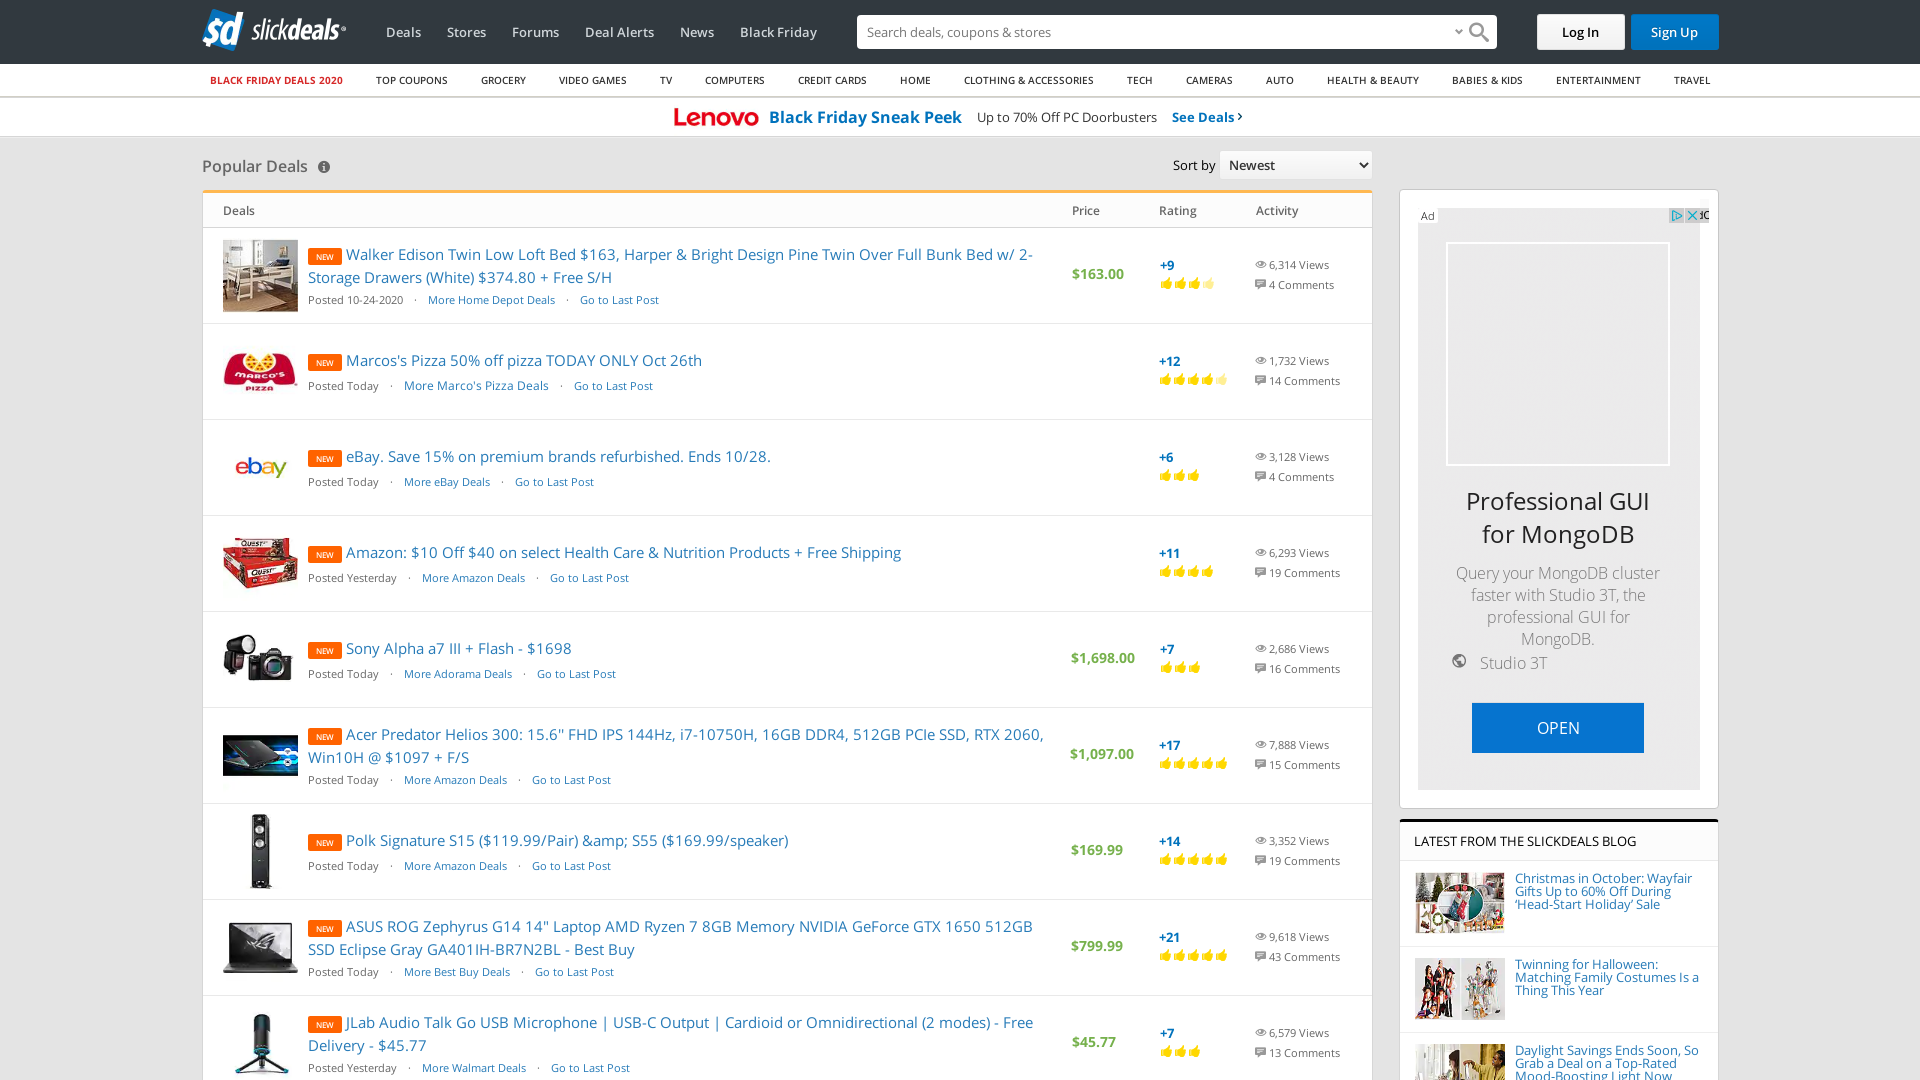 slickdeals
Deals Stores Forums Deal Alerts News Black Friday
Search deals, coupons & shopping
Log In
Sign Up
BLACK FRIDAY DEALS 2020 TOP COUPONS GROCERY VIDEO GAMES TV COMPUTERS CREDIT CARDS HOME CLOTHING & ACCESSORIES TECH CAMERAS AUTO HEALTH & BEAUTY BABIES & KIDS ENTERTAINMENT TRAVEL
Lenovo Black Friday Sneak Peek Up to 70% Off PC Doorbusters See Deals
Popular Deals
Sort by Newest
Deals Price Rating Activity
NEW Walker Edison Twin Low Loft Bed $163, Harper & Bright Design Pine Twin Over Full Bunk Bed w/ 2-
Storage Drawers (White) $374.80 + Free S/H
Posted 10-24-2020 · More Home Depot Deals · Go to Last Post
$163.00
+9
6,314 Views
4 Comments
NEW Marcos's Pizza 50% off pizza TODAY ONLY Oct 26th
Posted Today · More Marco's Pizza Deals · Go to Last Post
MARCO'S
PIZZA
+12
1,732 Views
14 Comments
ebay
NEW eBay. Save 15% on premium brands refurbished. Ends 10/28.
Posted Today · More eBay Deals · Go to Last Post
+6
3,128 Views
4 Comments
QUEST
QUEST
NEW Amazon: $10 Off $40 on select Health Care & Nutrition Products + Free Shipping
Posted Yesterday · More Amazon Deals · Go to Last Post
+11
6,293 Views
19 Comments
NEW Sony Alpha a7 III + Flash - $1698
Posted Today · More Adorama Deals · Go to Last Post
$1,698.00
+7
2,686 Views
16 Comments
NEW Acer Predator Helios 300: 15.6" FHD IPS 144Hz, i7-10750H, 16GB DDR4, 512GB PCIe SSD, RTX 2060,
Win10H @ $1097 + F/S
Posted Today · More Amazon Deals · Go to Last Post
$1,097.00
+17
7,888 Views
15 Comments
NEW Polk Signature S15 ($119.99/Pair) &amp; S55 ($169.99/speaker)
Posted Today · More Amazon Deals · Go to Last Post
$169.99
+14
3,352 Views
19 Comments
NEW ASUS ROG Zephyrus G14 14" Laptop AMD Ryzen 7 8GB Memory NVIDIA GeForce GTX 1650 512GB
SSD Eclipse Gray GA401IH-BR7N2BL - Best Buy
Posted Today · More Best Buy Deals · Go to Last Post
$799.99
+21
9,618 Views
43 Comments
NEW JLab Audio Talk Go USB Microphone | USB-C Output | Cardioid or Omnidirectional (2 modes) - Free
Delivery - $45.77
Posted Yesterday · More Walmart Deals · Go to Last Post
$45.77
+7
6,579 Views
13 Comments
Ad
Professional GUI
for MongoDB
Query your MongoDB cluster
faster with Studio 3T, the
professional GUI for
MongoDB.
Studio 3T
OPEN
LATEST FROM THE SLICKDEALS BLOG
Christmas in October: Wayfair
Gifts Up to 60% Off During
‘Head-Start Holiday’ Sale
Twinning for Halloween:
Matching Family Costumes Is a
Thing This Year
Daylight Savings Ends Soon, So
Grab a Deal on a Top-Rated
Mood-Boosting Light Now